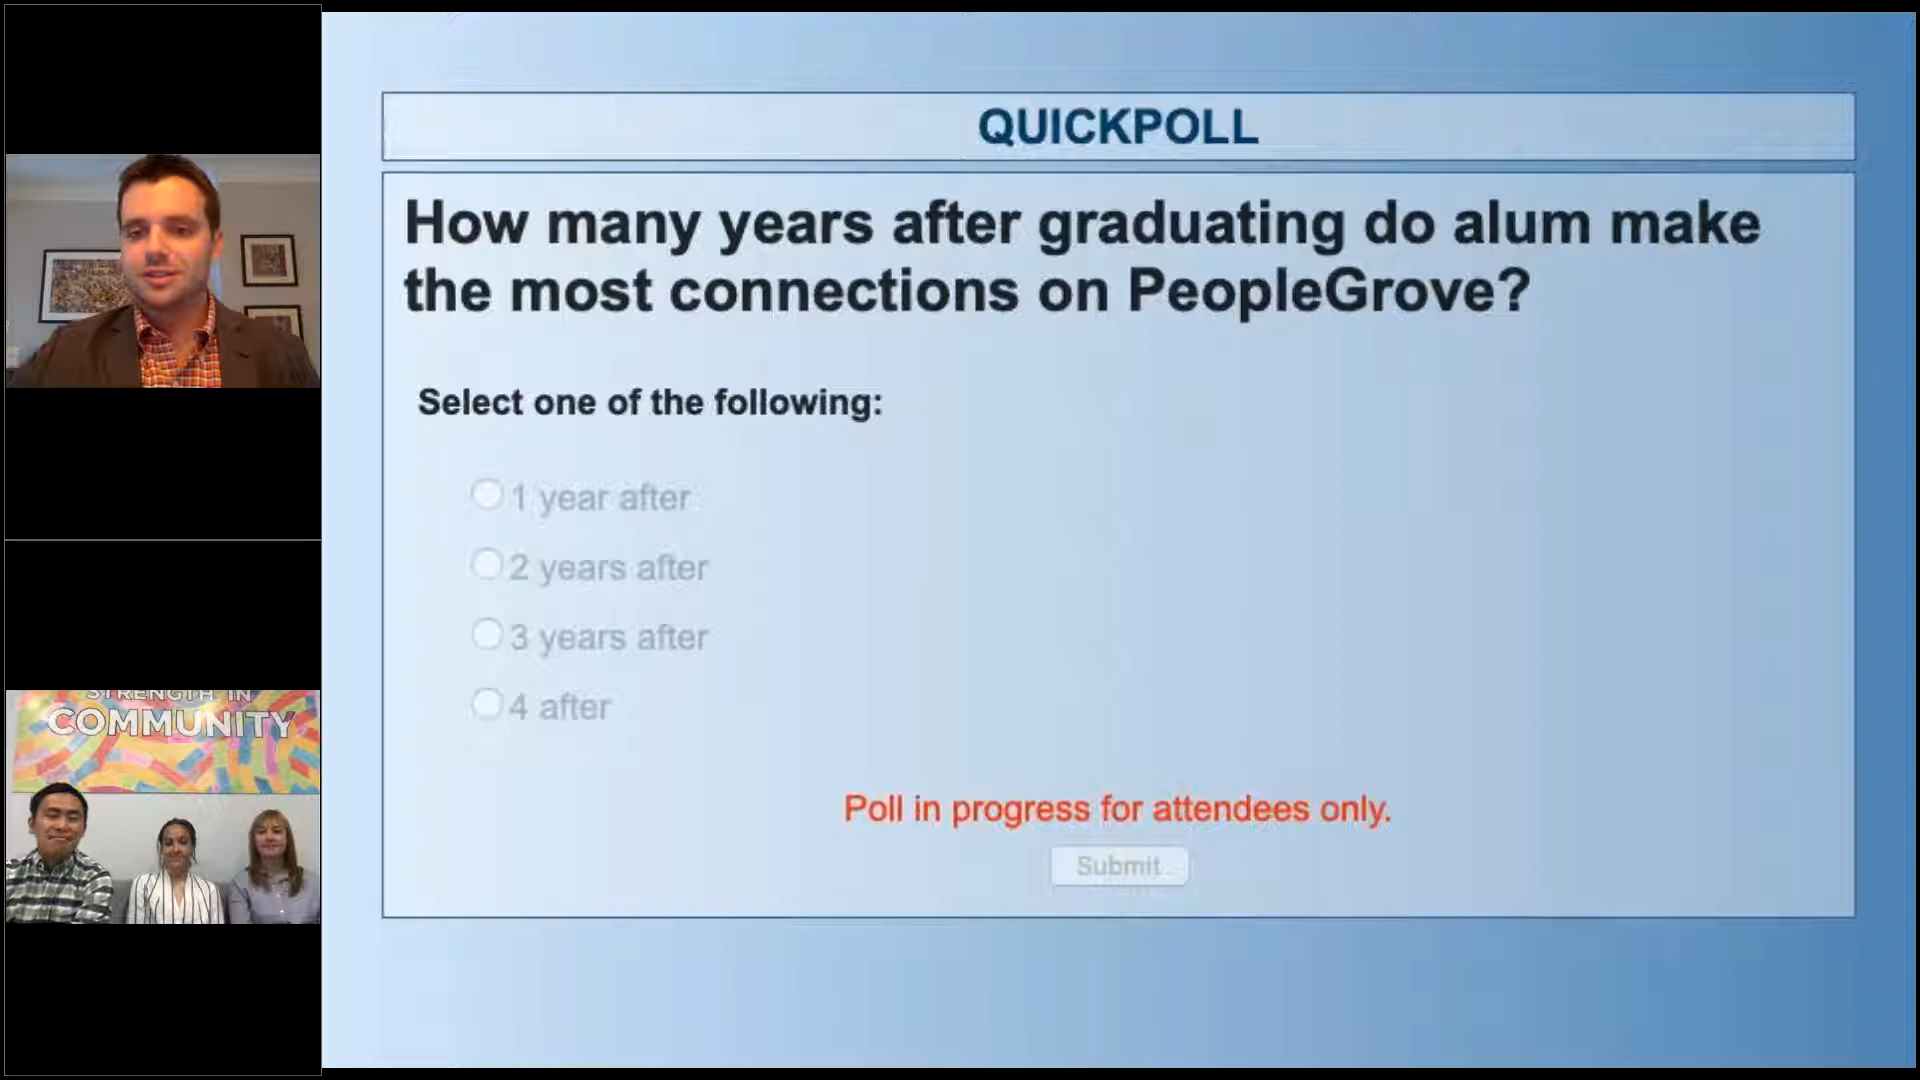 QUICKPOLL
How many years after graduating do alum make
the most connections on PeopleGrove?
Select one of the following:
1 year after
2 years after
3 years after
4 after
Poll in progress for attendees only.
Submit
STRENGTH IN
COMMUNITY